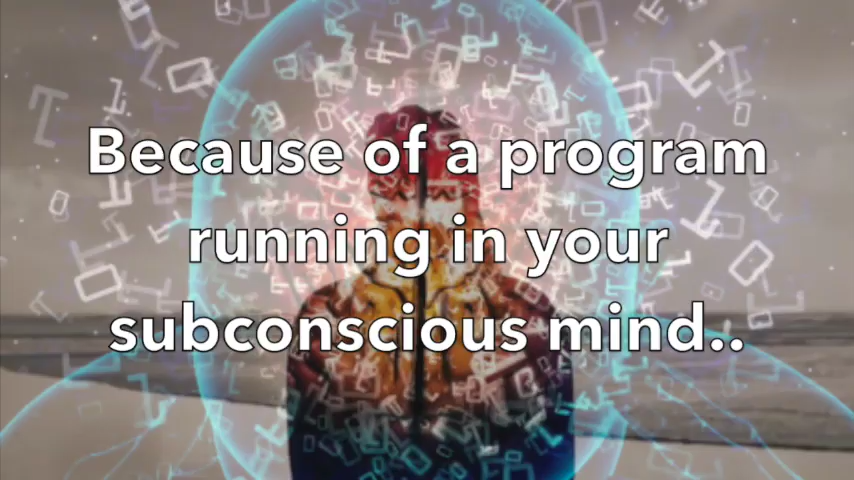 Because of a program
running in your
subconscious mind..